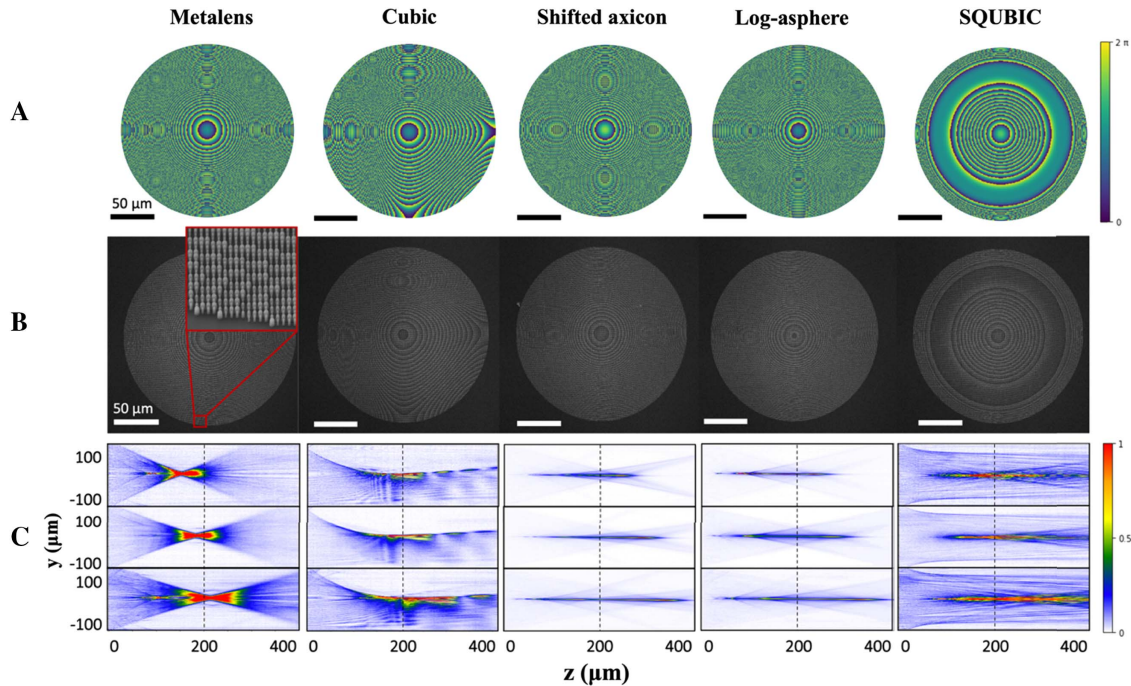 Metalens Cubic Shifted axicon Log-asphere SQUBIC
A
2 π
0
50 μm
B
50 μm
C
y (μm)
100
-100
100
-100
100
-100
1
0.5
0
0 200 400 0 200 400 0 200 400 0 200 400 0 200 400
z (μm)